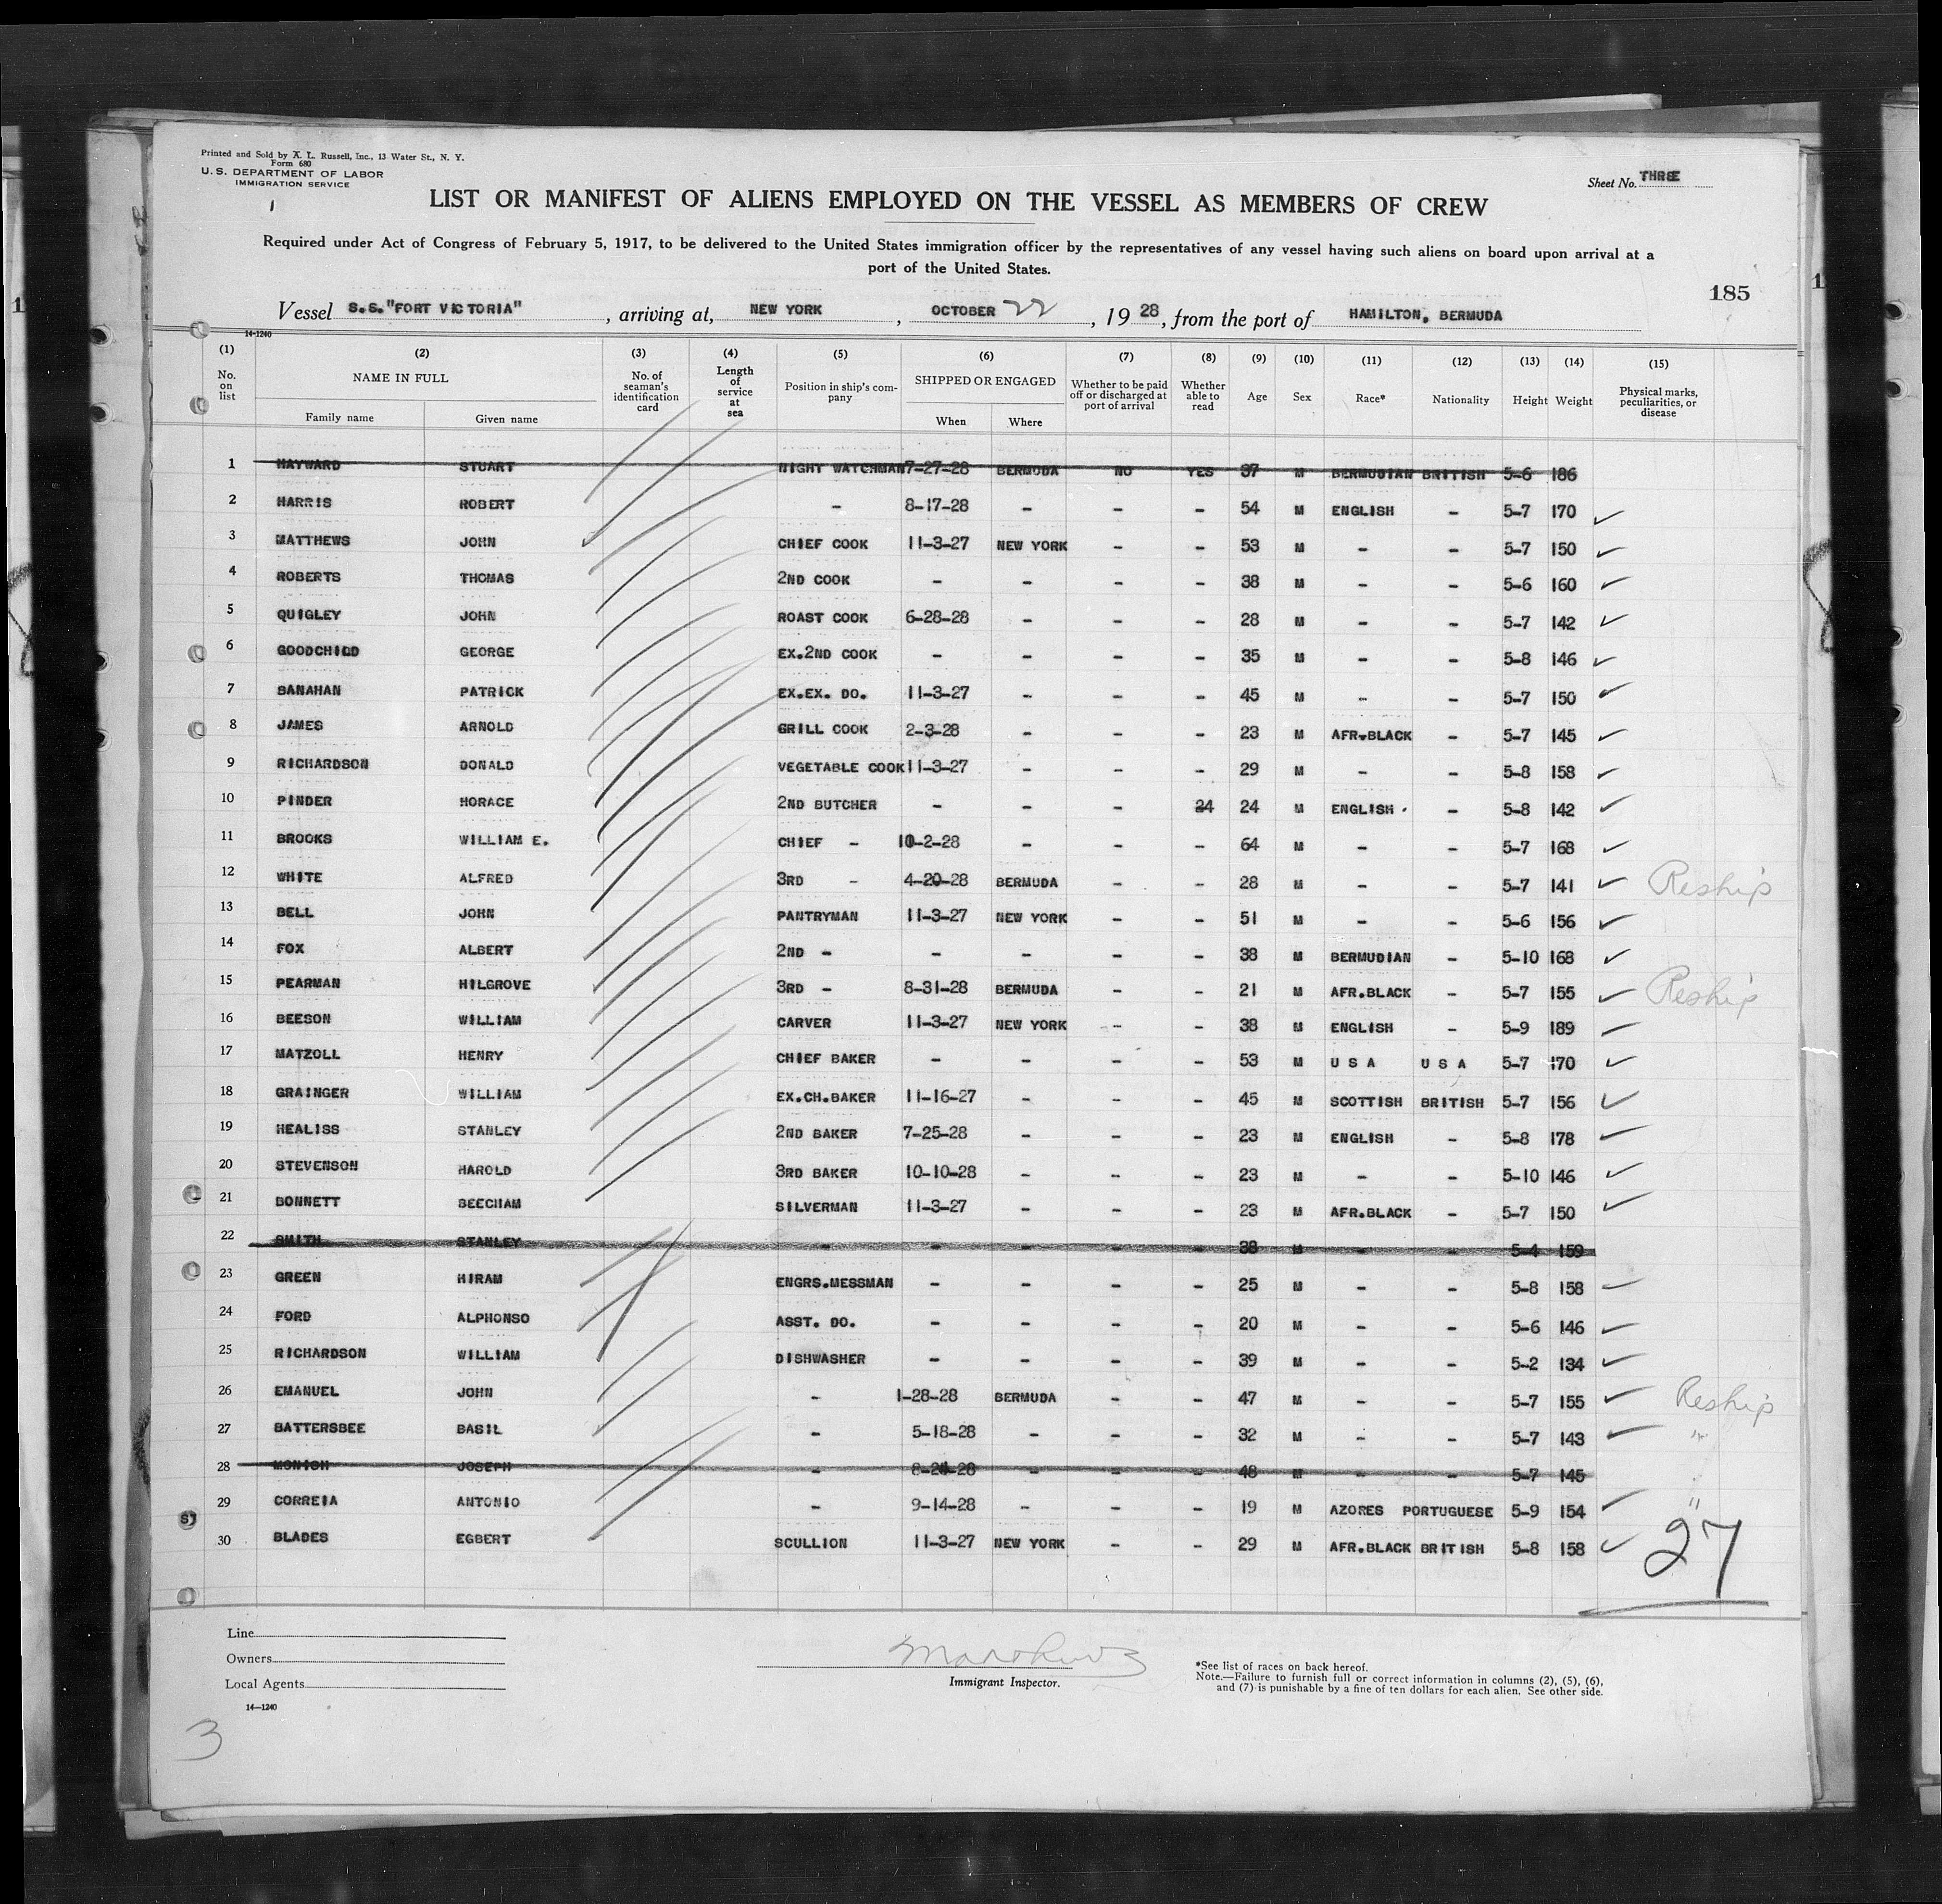 Printed and Sold by A. L. Russell, Inc., 13 Water St., N. Y.
Form 680
U. S. DEPARTMENT OF LABOR
IMMIGRATION SERVICE
Sheet No. THREE
LIST OR MANIFEST OF ALIENS EMPLOYED ON THE VESSEL AS MEMBERS OF CREW
Required under Act of Congress of February 5, 1917, to be delivered to the United States immigration officer by the representatives of any vessel having such aliens on board upon arrival at a
port of the United States.
185
Vessel S.S. "FORT VICTORIA", arriving at, NEW YORK, OCTOBER 22, 19 28, from the port of HAMILTON, BERMUDA
14-1240
(1) (2) (3) (4) (5) (6) (7) (8) (9) (10) (11) (12) (13) (14) (15)
No. on list NAME IN FULL No. of seaman's identification card Length of service at sea Position in ship's company SHIPPED OR ENGAGED Whether to be paid off or discharged at port of arrival Whether able to read Age Sex Race* Nationality Height Weight Physical marks, peculiarities, or disease
Family name Given name When Where
1 HAYWARD STUART NIGHT WATCHMAN 7-27-28 BERMUDA NO YES 37 M BERMUDIAN BRITISH 5-6 186
2 HARRIS ROBERT - 8-17-28 - - - 54 M ENGLISH - 5-7 170
3 MATTHEWS JOHN CHIEF COOK 11-3-27 NEW YORK - - 53 M - - 5-7 150
4 ROBERTS THOMAS 2ND COOK - - - - 38 M - - 5-6 160
5 QUIGLEY JOHN ROAST COOK 6-28-28 - - - 28 M - - 5-7 142
6 GOODCHILD GEORGE EX.2ND COOK - - - - 35 M - - 5-8 146
7 BANAHAN PATRICK EX.EX. DO. 11-3-27 - - - 45 M - - 5-7 150
8 JAMES ARNOLD GRILL COOK 2-3-28 - - - 23 M AFR.BLACK - 5-7 145
9 RICHARDSON DONALD VEGETABLE COOK 11-3-27 - - - 29 M - - 5-8 158
10 PINDER HORACE 2ND BUTCHER - - - 24 24 M ENGLISH - 5-8 142
11 BROOKS WILLIAM E. CHIEF - 10-2-28 - - - 64 M - - 5-7 168
12 WHITE ALFRED 3RD - 4-20-28 BERMUDA - - 28 M - - 5-7 141 Reship
13 BELL JOHN PANTRYMAN 11-3-27 NEW YORK - - 51 M - - 5-6 156
14 FOX ALBERT 2ND - - - - - 38 M BERMUDIAN - 5-10 168
15 PEARMAN HILGROVE 3RD - 8-31-28 BERMUDA - - 21 M AFR.BLACK - 5-7 155 Reship
16 BEESON WILLIAM CARVER 11-3-27 NEW YORK - - 38 M ENGLISH - 5-9 189
17 MATZOLL HENRY CHIEF BAKER - - - - 53 M U S A U S A 5-7 170
18 GRAINGER WILLIAM EX.CH.BAKER 11-16-27 - - - 45 M SCOTTISH BRITISH 5-7 156
19 HEALISS STANLEY 2ND BAKER 7-25-28 - - - 23 M ENGLISH - 5-8 178
20 STEVENSON HAROLD 3RD BAKER 10-10-28 - - - 23 M - - 5-10 146
21 BONNETT BEECHAM SILVERMAN 11-3-27 - - - 23 M AFR.BLACK - 5-7 150
22 SMITH STANLEY - - - - - 38 M - - 5-4 159
23 GREEN HIRAM ENGRS.MESSMAN - - - - 25 M - - 5-8 158
24 FORD ALPHONSO ASST. DO. - - - - 20 M - - 5-6 146
25 RICHARDSON WILLIAM DISHWASHER - - - - 39 M - - 5-2 134
26 EMANUEL JOHN - 1-28-28 BERMUDA - - 47 M - - 5-7 155 Reship
27 BATTERSBEE BASIL - 5-18-28 - - - 32 M - - 5-7 143 "
28 MONISH JOSEPH - 8-24-28 - - - 48 M - - 5-7 145
29 CORREIA ANTONIO - 9-14-28 - - - 19 M AZORES PORTUGUESE 5-9 154 "
30 BLADES EGBERT SCULLION 11-3-27 NEW YORK - - 29 M AFR.BLACK BRITISH 5-8 158
27
Line
Owners
Local Agents
14-1240
Immigrant Inspector.
*See list of races on back hereof.
Note.—Failure to furnish full or correct information in columns (2), (5), (6),
and (7) is punishable by a fine of ten dollars for each alien. See other side.
3